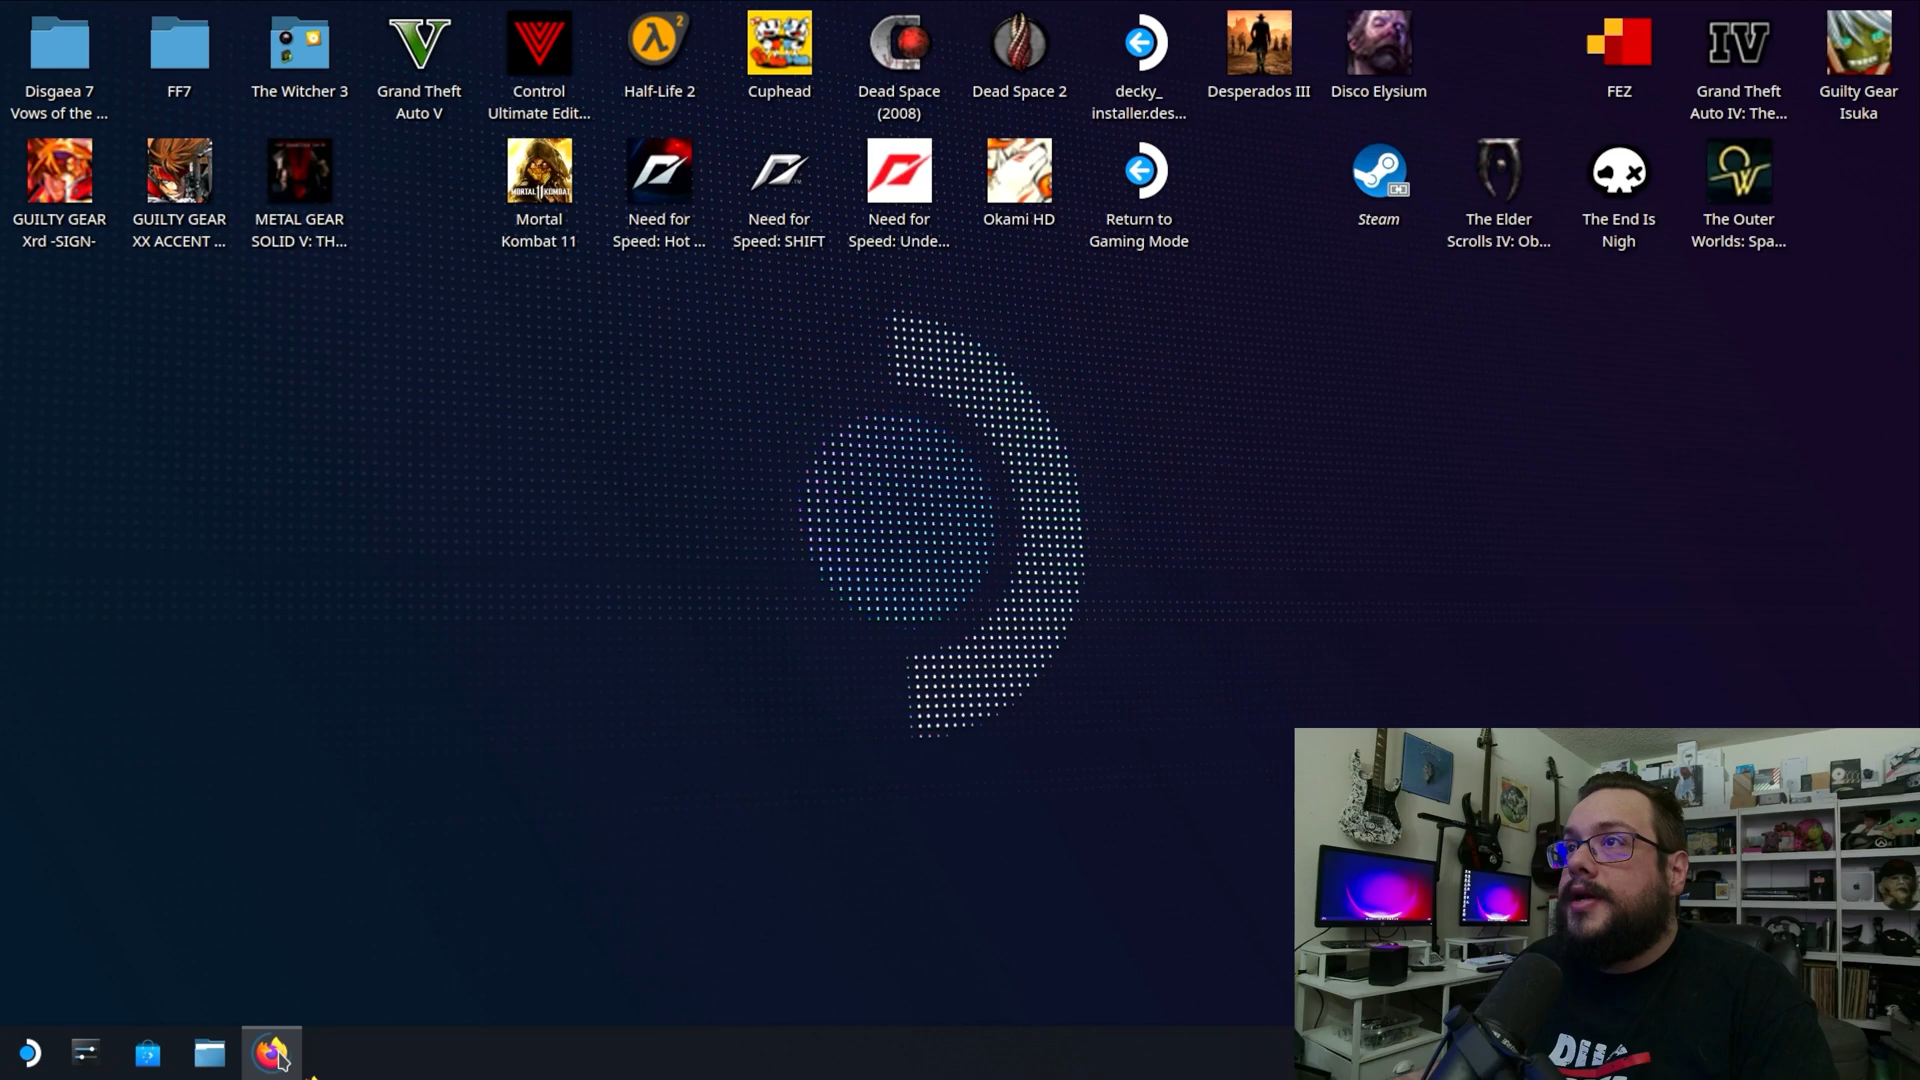 Disgaea 7
Vows of the ...
FF7
The Witcher 3
Grand Theft
Auto V
Control
Ultimate Edit...
Half-Life 2
2
Cuphead
Dead Space
(2008)
Dead Space 2
decky_
installer.des...
Desperados III
Disco Elysium
FEZ
IV
Grand Theft
Auto IV: The...
Guilty Gear
Isuka
GUILTY GEAR
Xrd -SIGN-
GUILTY GEAR
XX ACCENT ...
METAL GEAR
SOLID V: TH...
MORTAL KOMBAT
Mortal
Kombat 11
Need for
Speed: Hot ...
Need for
Speed: SHIFT
Need for
Speed: Unde...
Okami HD
Return to
Gaming Mode
Steam
The Elder
Scrolls IV: Ob...
The End Is
Nigh
The Outer
Worlds: Spa...